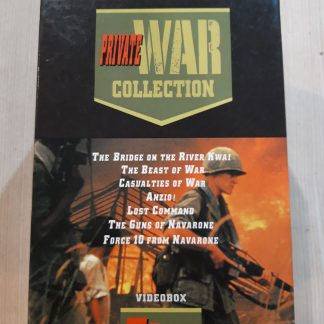 PRIVATE
WAR
COLLECTION
THE BRIDGE ON THE RIVER KWAI
THE BEAST OF WAR
CASUALTIES OF WAR
ANZIO!
LOST COMMAND
THE GUNS OF NAVARONE
FORCE 10 FROM NAVARONE
VIDEOBOX